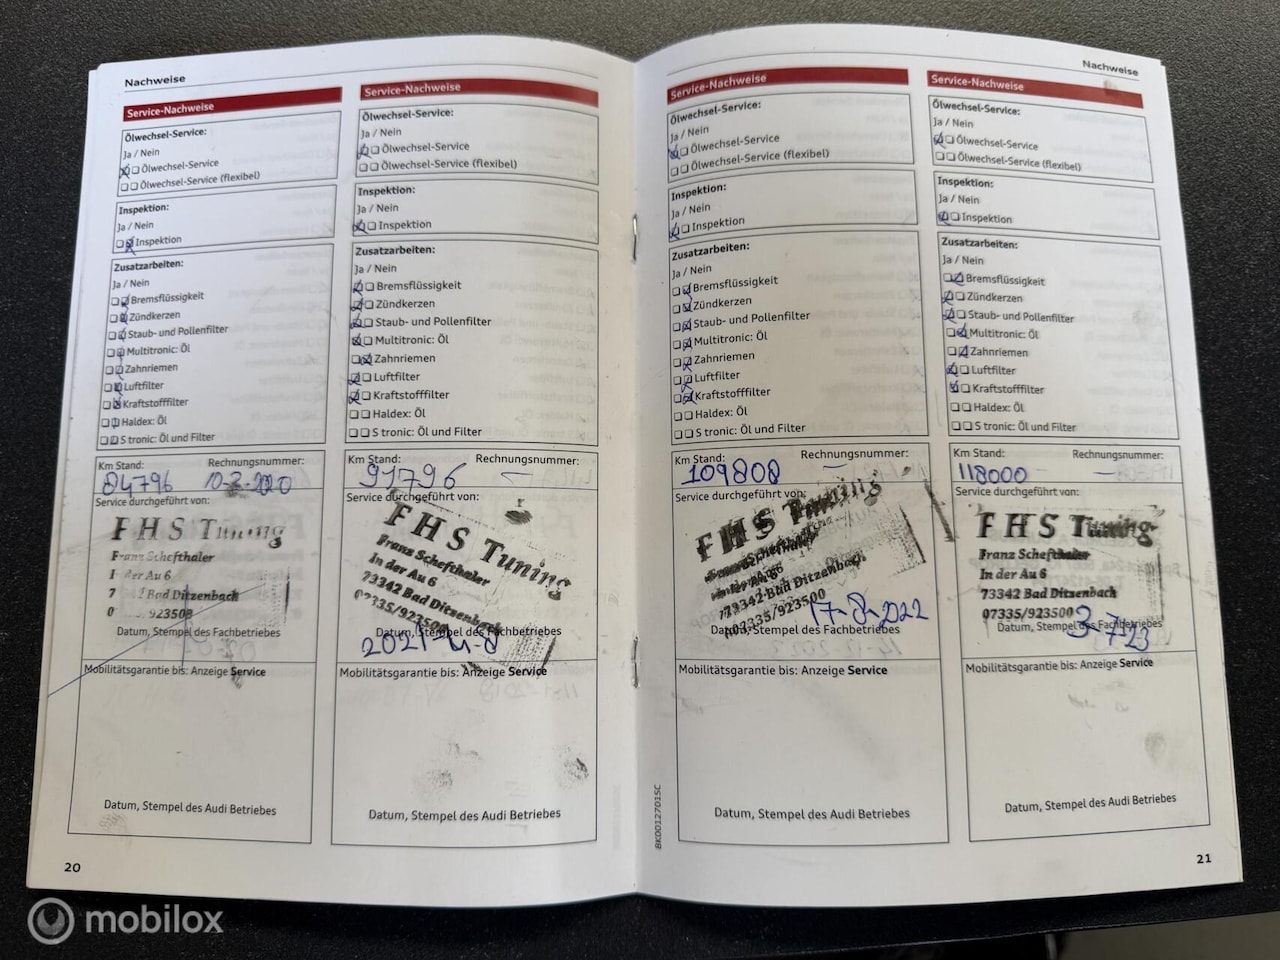 Nachweise
Service-Nachweise
Ölwechsel-Service:
Ja / Nein
Ölwechsel-Service
Ölwechsel-Service (flexibel)
Inspektion:
Ja / Nein
Inspektion
Zusatzarbeiten:
Ja / Nein
Bremsflüssigkeit
Zündkerzen
Staub- und Pollenfilter
Multitronic: Öl
Zahnriemen
Luftfilter
Kraftstofffilter
Haldex: Öl
S tronic: Öl und Filter
Km Stand: Rechnungsnummer:
84796
Service durchgeführt von:
FHS Tuning
Franz Schefthaler
der Au 6
7 Bad Ditzenbach
0 923508
Datum, Stempel des Fachbetriebes
Mobilitätsgarantie bis: Anzeige Service
Datum, Stempel des Audi Betriebes
20
Service-Nachweise
Ölwechsel-Service:
Ja / Nein
Ölwechsel-Service
Ölwechsel-Service (flexibel)
Inspektion:
Ja / Nein
Inspektion
Zusatzarbeiten:
Ja / Nein
Bremsflüssigkeit
Zündkerzen
Staub- und Pollenfilter
Multitronic: Öl
Zahnriemen
Luftfilter
Kraftstofffilter
Haldex: Öl
S tronic: Öl und Filter
Km Stand: Rechnungsnummer:
91796 —
Service durchgeführt von:
FHS Tuning
Franz Schefthaler
In der Au 6
73342 Bad Ditzenbach
07335/923500
Datum, Stempel des Fachbetriebes
Mobilitätsgarantie bis: Anzeige Service
Datum, Stempel des Audi Betriebes
Nachweise
Service-Nachweise
Ölwechsel-Service:
Ja / Nein
Ölwechsel-Service
Ölwechsel-Service (flexibel)
Inspektion:
Ja / Nein
Inspektion
Zusatzarbeiten:
Ja / Nein
Bremsflüssigkeit
Zündkerzen
Staub- und Pollenfilter
Multitronic: Öl
Zahnriemen
Luftfilter
Kraftstofffilter
Haldex: Öl
S tronic: Öl und Filter
Km Stand: Rechnungsnummer:
109808 —
Service durchgeführt von:
FHS Tuning
73342 Bad Ditzenbach
07335/923500
17-8-2022
Datum, Stempel des Fachbetriebes
Mobilitätsgarantie bis: Anzeige Service
Datum, Stempel des Audi Betriebes
BK0012701SC
Service-Nachweise
Ölwechsel-Service:
Ja / Nein
Ölwechsel-Service
Ölwechsel-Service (flexibel)
Inspektion:
Ja / Nein
Inspektion
Zusatzarbeiten:
Ja / Nein
Bremsflüssigkeit
Zündkerzen
Staub- und Pollenfilter
Multitronic: Öl
Zahnriemen
Luftfilter
Kraftstofffilter
Haldex: Öl
S tronic: Öl und Filter
Km Stand: Rechnungsnummer:
118000 —
Service durchgeführt von:
FHS Tuning
Franz Schefthaler
In der Au 6
73342 Bad Ditzenbach
07335/923500
3-723
Datum, Stempel des Fachbetriebes
Mobilitätsgarantie bis: Anzeige Service
Datum, Stempel des Audi Betriebes
21
mobilox